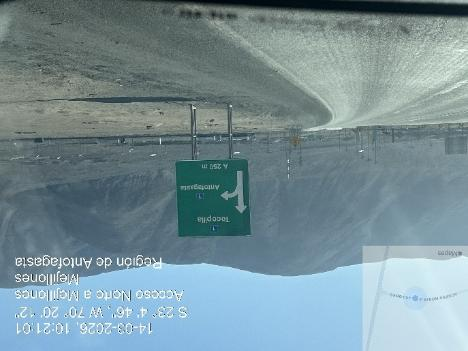 Tocopilla
1
Antofagasta
1
A 250 m
14-03-2026, 10:21:01
S 23° 4' 46", W 70° 20' 12"
Acceso Norte a Mejillones
Mejillones
Región de Antofagasta
Maps